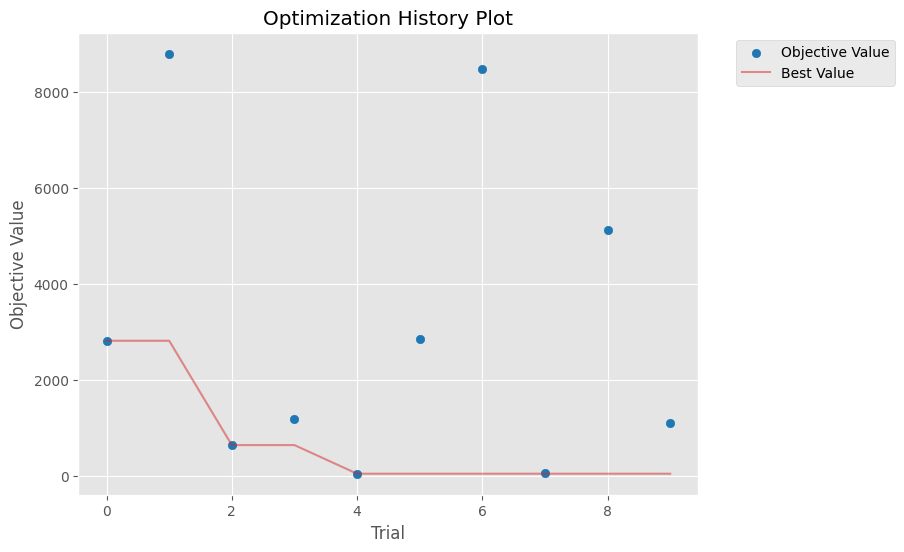 Optimization History Plot
Objective Value
Best Value
8000
6000
4000
2000
0
Objective Value
0 2 4 6 8
Trial